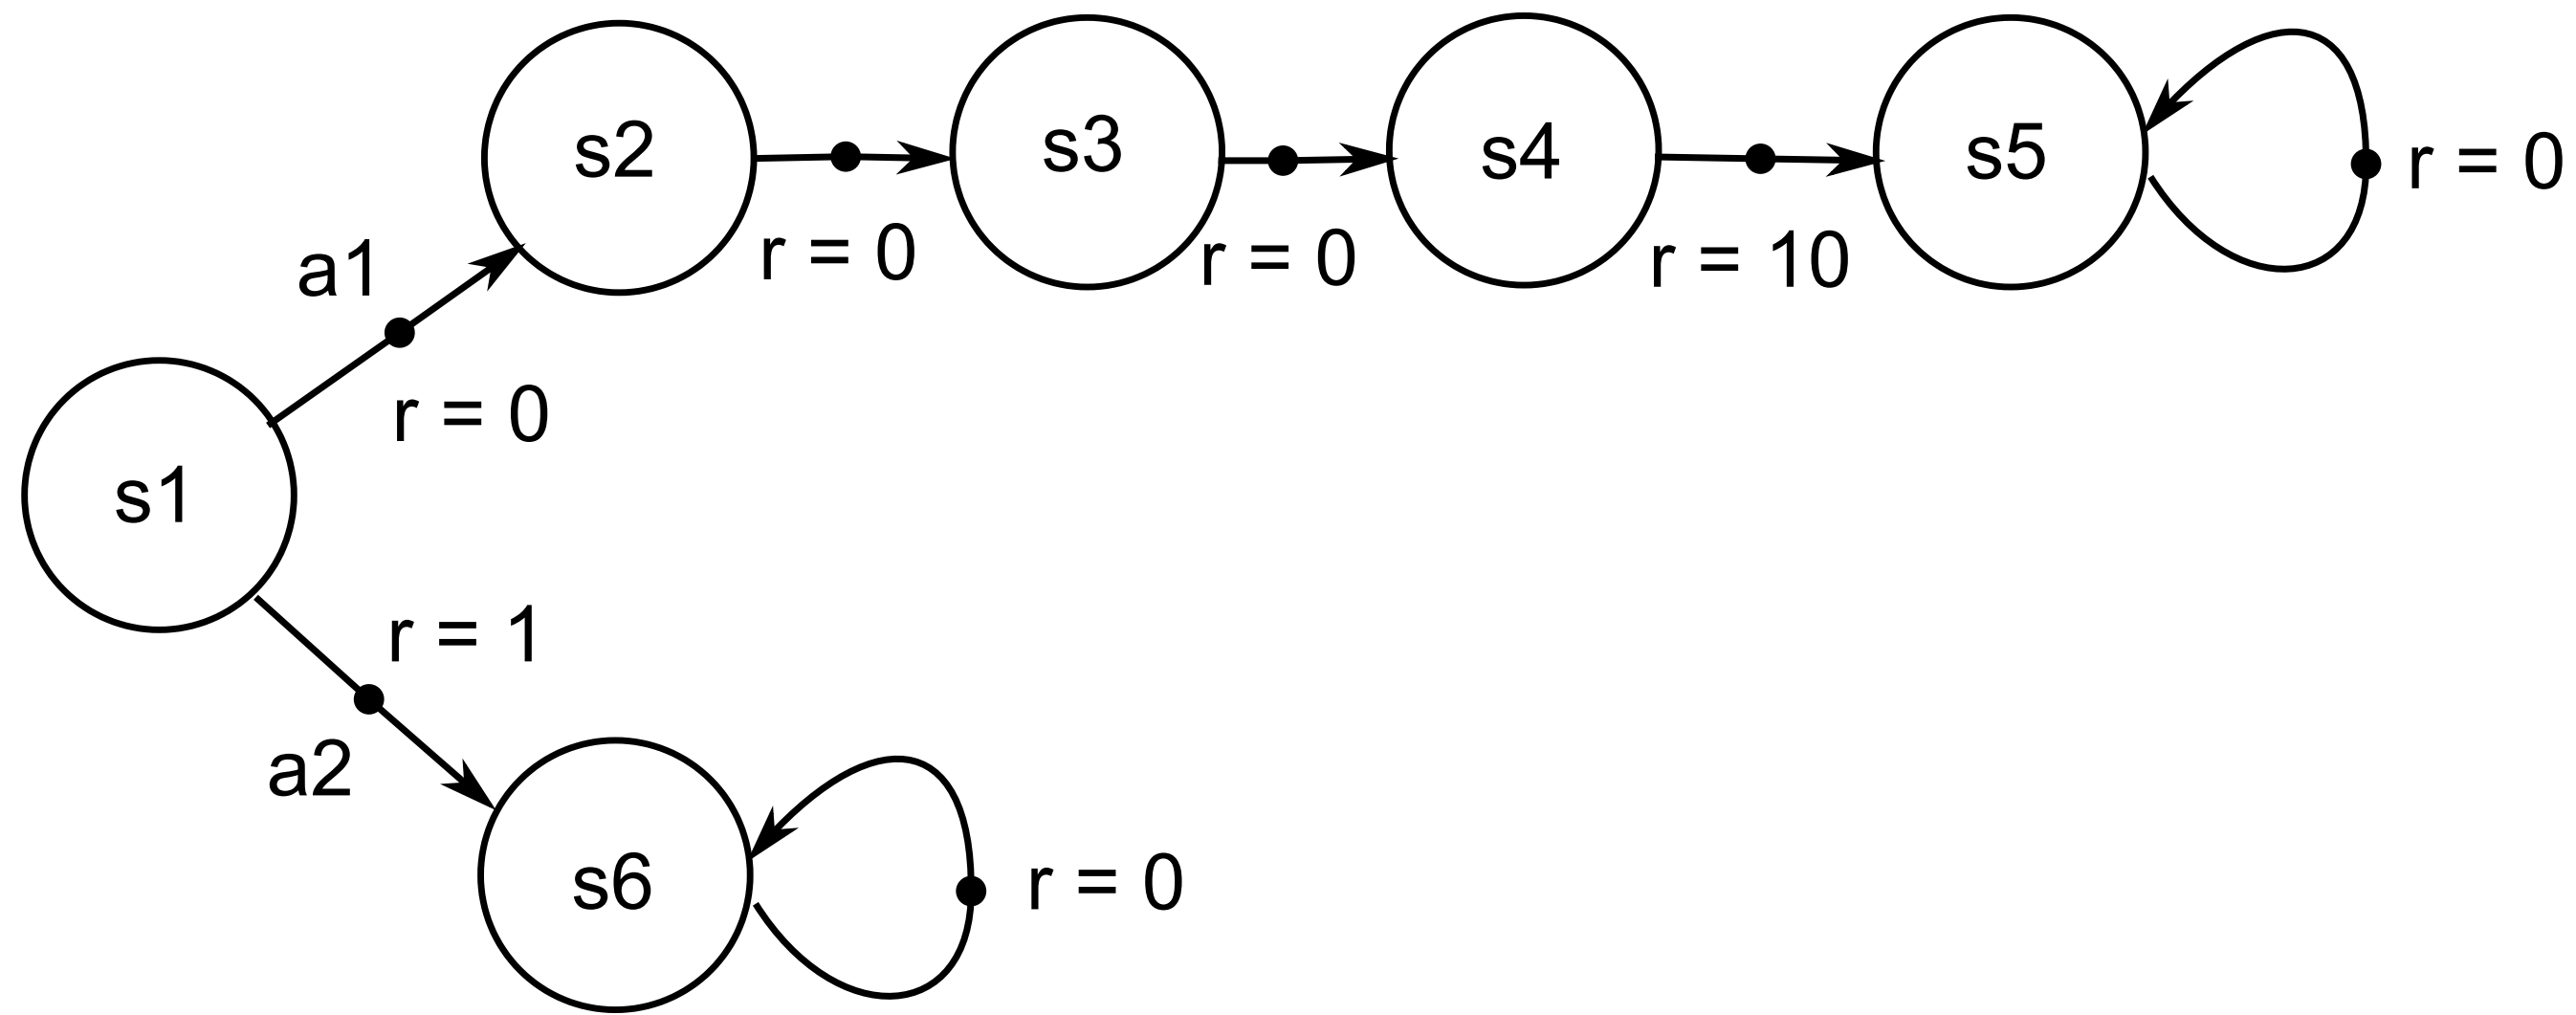 s2
s3
s4
s5
r = 0
r = 0
r = 0
r = 10
a1
r = 0
s1
r = 1
a2
s6
r = 0